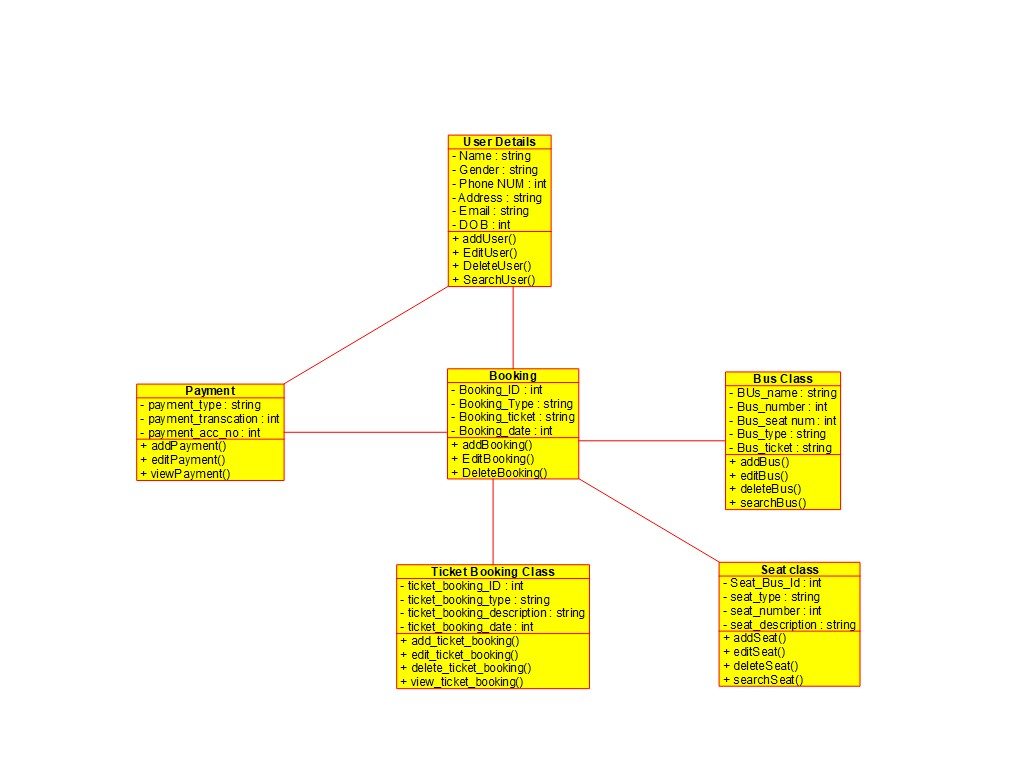 User Details
- Name : string
- Gender : string
- Phone NUM : int
- Address : string
- Email : string
- DOB : int
+ addUser()
+ EditUser()
+ DeleteUser()
+ SearchUser()
Payment
- payment_type : string
- payment_transcation : int
- payment_acc_no : int
+ addPayment()
+ editPayment()
+ viewPayment()
Booking
- Booking_ID : int
- Booking_Type : string
- Booking_ticket : string
- Booking_date : int
+ addBooking()
+ EditBooking()
+ DeleteBooking()
Bus Class
- BUs_name : string
- Bus_number : int
- Bus_seat num : int
- Bus_type : string
- Bus_ticket : string
+ addBus()
+ editBus()
+ deleteBus()
+ searchBus()
Ticket Booking Class
- ticket_booking_ID : int
- ticket_booking_type : string
- ticket_booking_description : string
- ticket_booking_date : int
+ add_ticket_booking()
+ edit_ticket_booking()
+ delete_ticket_booking()
+ view_ticket_booking()
Seat class
- Seat_Bus_Id : int
- seat_type : string
- seat_number : int
- seat_description : string
+ addSeat()
+ editSeat()
+ deleteSeat()
+ searchSeat()